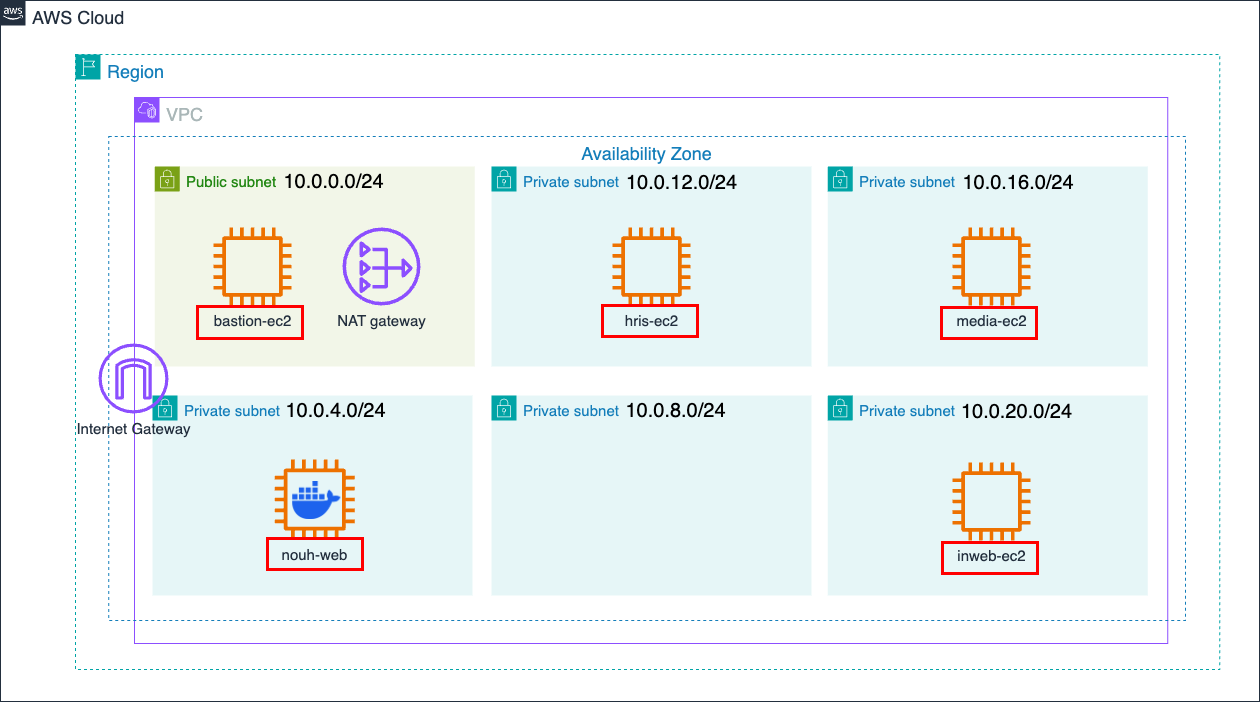 aws
AWS Cloud
Region
VPC
Availability Zone
Public subnet 10.0.0.0/24
Private subnet 10.0.12.0/24
Private subnet 10.0.16.0/24
bastion-ec2
NAT gateway
hris-ec2
media-ec2
Internet Gateway
Private subnet 10.0.4.0/24
Private subnet 10.0.8.0/24
Private subnet 10.0.20.0/24
nouh-web
inweb-ec2